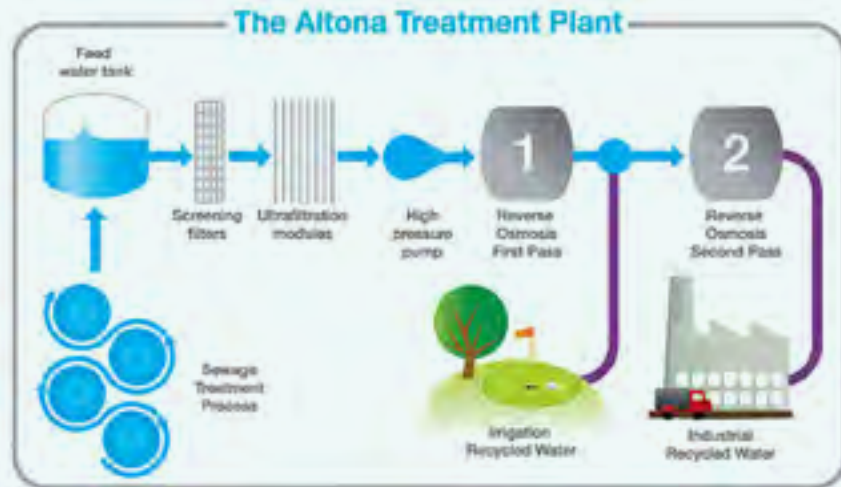 The Altona Treatment Plant
Feed
water tank
Screening
filters
Ultrafiltration
modules
High
pressure
pump
1
Reverse
Osmosis
First Pass
2
Reverse
Osmosis
Second Pass
Sewage
Treatment
Process
Irrigation
Recycled Water
Industrial
Recycled Water